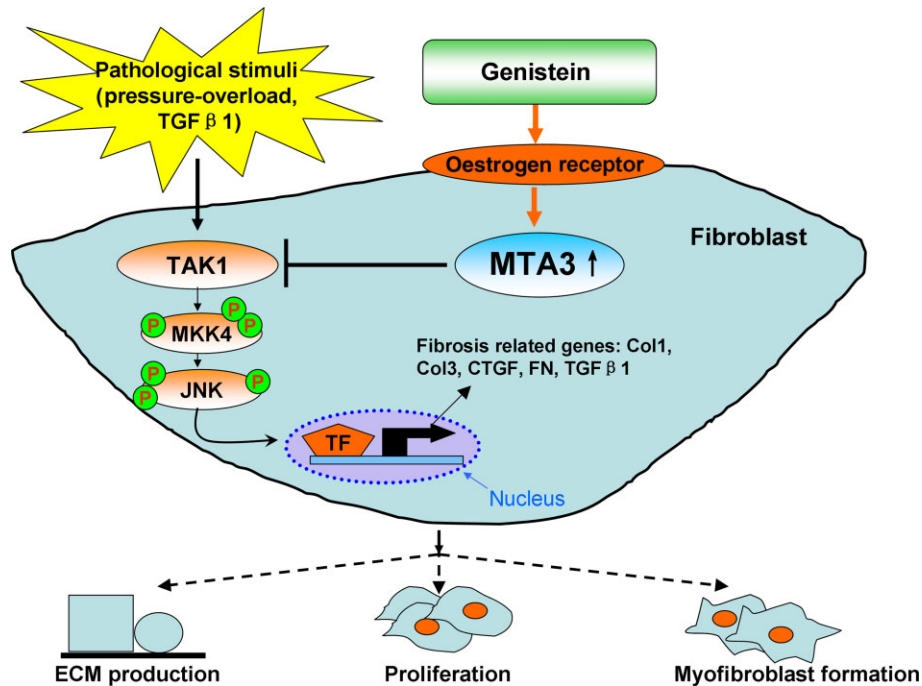 Pathological stimuli
(pressure-overload,
TGFβ1)
Genistein
Oestrogen receptor
Fibroblast
TAK1
MTA3
P
P
P
MKK4
P
P
JNK
P
Fibrosis related genes: Col1,
Col3, CTGF, FN, TGFβ1
TF
Nucleus
ECM production
Proliferation
Myofibroblast formation